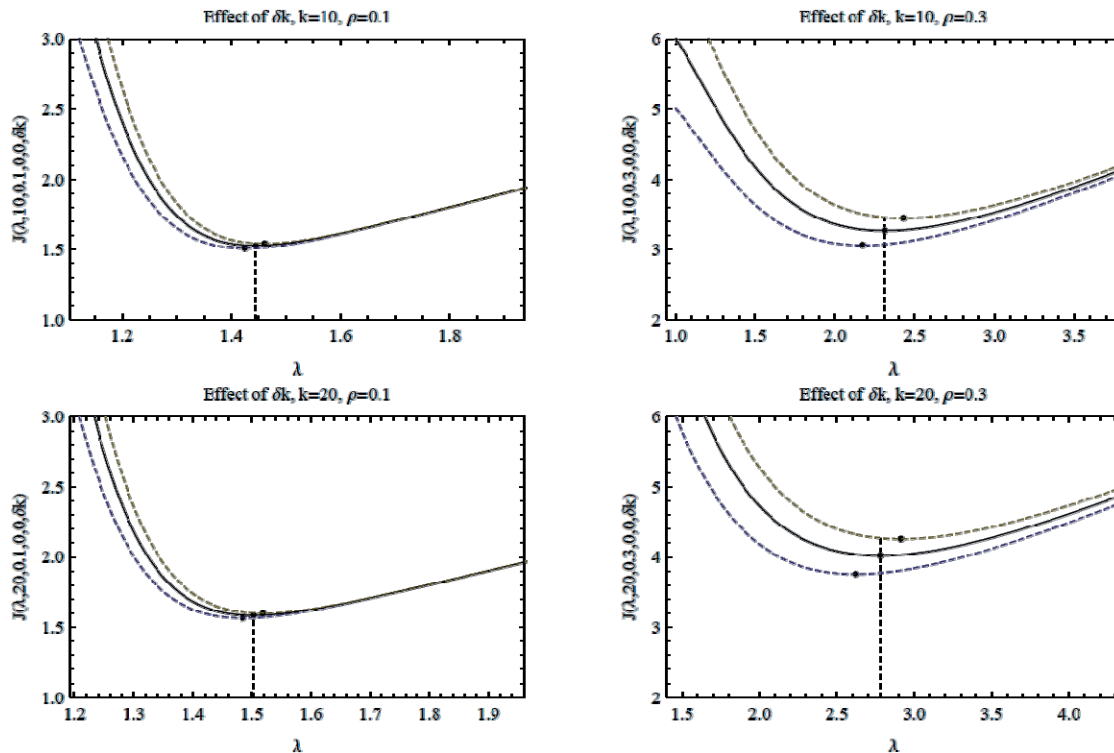 Effect of δk, k=10, ρ=0.1
J(λ,10,0.1,0,0,δk)
3.0
2.5
2.0
1.5
1.0
1.2 1.4 1.6 1.8
λ
Effect of δk, k=10, ρ=0.3
J(λ,10,0.3,0,0,δk)
6
5
4
3
2
1.0 1.5 2.0 2.5 3.0 3.5
λ
Effect of δk, k=20, ρ=0.1
J(λ,20,0.1,0,0,δk)
3.0
2.5
2.0
1.5
1.0
1.2 1.3 1.4 1.5 1.6 1.7 1.8 1.9
λ
Effect of δk, k=20, ρ=0.3
J(λ,20,0.3,0,0,δk)
6
5
4
3
2
1.5 2.0 2.5 3.0 3.5 4.0
λ